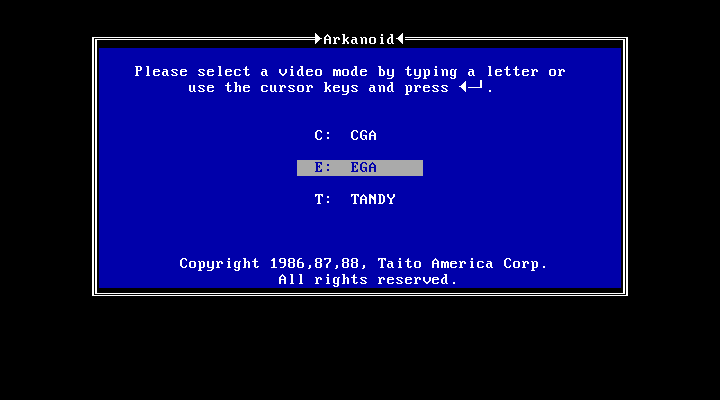 Arkanoid
Please select a video mode by typing a letter or
use the cursor keys and press ◄─┘.
C: CGA
E: EGA
T: TANDY
Copyright 1986,87,88, Taito America Corp.
All rights reserved.